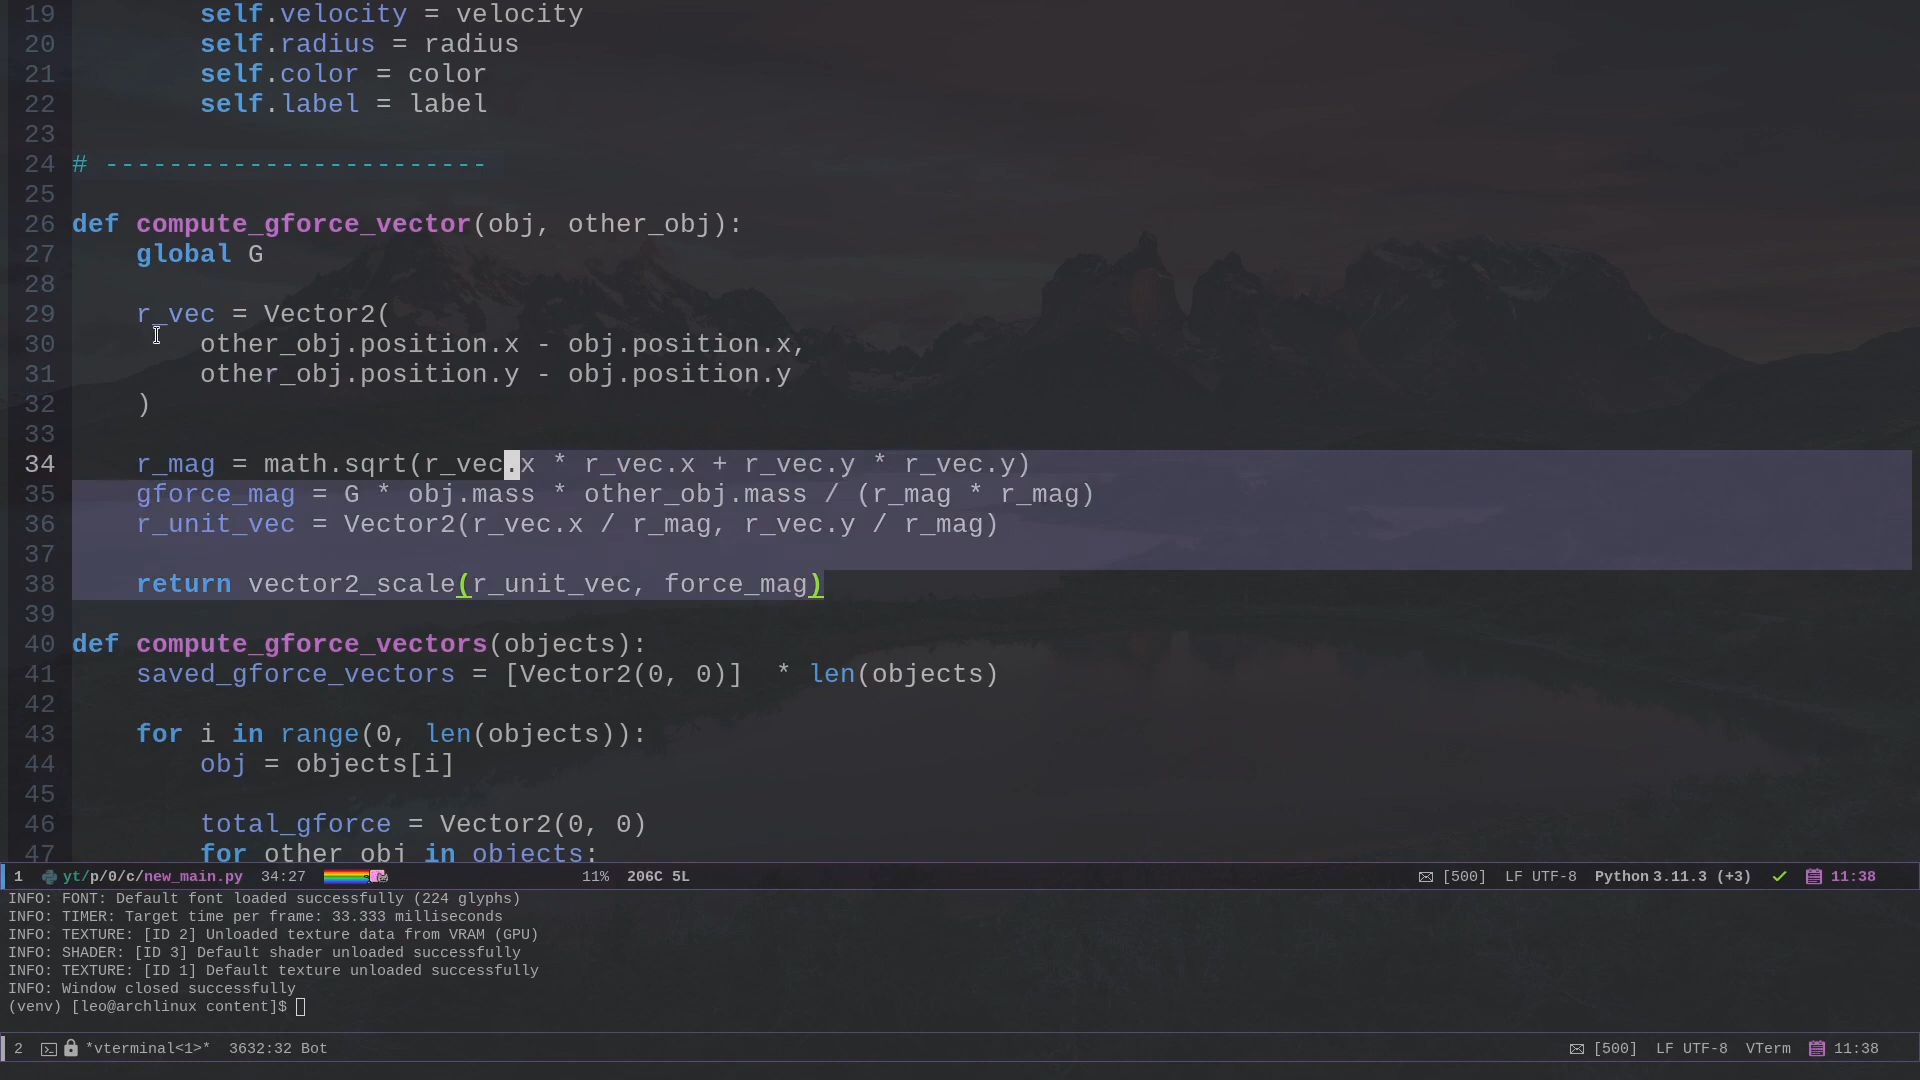 19 self.velocity = velocity
20 self.radius = radius
21 self.color = color
22 self.label = label
23
24 # ------------------------
25
26 def compute_gforce_vector(obj, other_obj):
27 global G
28
29 r_vec = Vector2(
30 other_obj.position.x - obj.position.x,
31 other_obj.position.y - obj.position.y
32 )
33
34 r_mag = math.sqrt(r_vec.x * r_vec.x + r_vec.y * r_vec.y)
35 gforce_mag = G * obj.mass * other_obj.mass / (r_mag * r_mag)
36 r_unit_vec = Vector2(r_vec.x / r_mag, r_vec.y / r_mag)
37
38 return vector2_scale(r_unit_vec, force_mag)
39
40 def compute_gforce_vectors(objects):
41 saved_gforce_vectors = [Vector2(0, 0)]  * len(objects)
42
43 for i in range(0, len(objects)):
44 obj = objects[i]
45
46 total_gforce = Vector2(0, 0)
47 for other_obj in objects:
1 yt/p/0/c/new_main.py 34:27 11% 206C 5L [500] LF UTF-8 Python 3.11.3 (+3) 11:38
INFO: FONT: Default font loaded successfully (224 glyphs)
INFO: TIMER: Target time per frame: 33.333 milliseconds
INFO: TEXTURE: [ID 2] Unloaded texture data from VRAM (GPU)
INFO: SHADER: [ID 3] Default shader unloaded successfully
INFO: TEXTURE: [ID 1] Default texture unloaded successfully
INFO: Window closed successfully
(venv) [leo@archlinux content]$
2 *vterminal<1>* 3632:32 Bot [500] LF UTF-8 VTerm 11:38